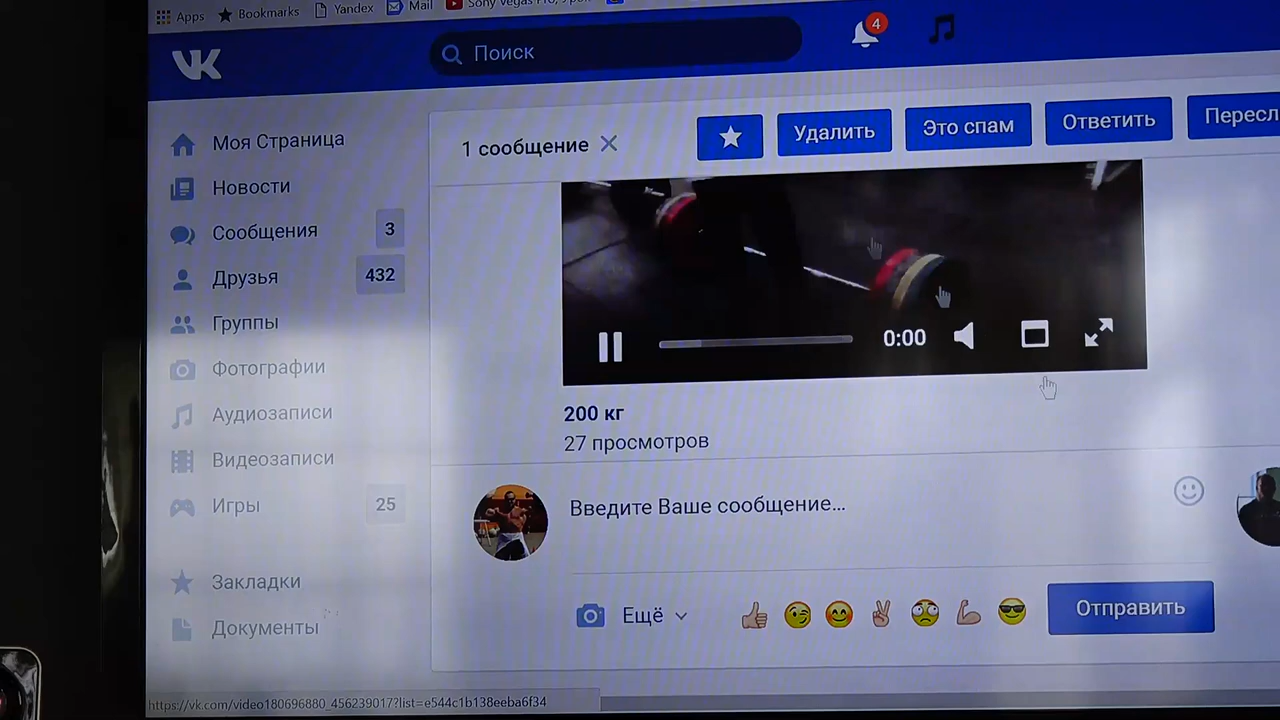 Apps Bookmarks Yandex Mail Sony Vegas Pro, Урок
VK Поиск 4
1 сообщение Удалить Это спам Ответить Пересл
Моя Страница
Новости
Сообщения 3
Друзья 432
Группы
Фотографии
Аудиозаписи
Видеозаписи
Игры 25
Закладки
Документы
0:00
200 кг
27 просмотров
Введите Ваше сообщение...
Ещё Отправить
https://vk.com/video180696880_456239017?list=e544c1b138eeba6f34